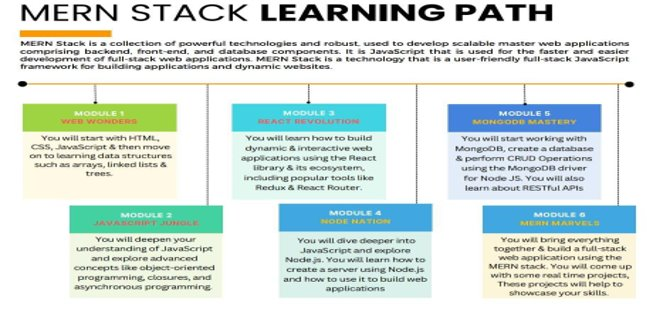 MERN STACK LEARNING PATH
MERN Stack is a collection of powerful technologies and robust, used to develop scalable master web applications
comprising backend, front-end, and database components. It is JavaScript that is used for the faster and easier
development of full-stack web applications. MERN Stack is a technology that is a user-friendly full-stack JavaScript
framework for building applications and dynamic websites.
MODULE 1
WEB WONDERS
You will start with HTML,
CSS, JavaScript & then move
on to learning data structures
such as arrays, linked lists &
trees.
MODULE 2
JAVASCRIPT JUNGLE
You will deepen your
understanding of JavaScript
and explore advanced
concepts like object-oriented
programming, closures, and
asynchronous programming.
MODULE 3
REACT REVOLUTION
You will learn how to build
dynamic & interactive web
applications using the React
library & its ecosystem,
including popular tools like
Redux & React Router.
MODULE 4
NODE NATION
You will dive deeper into
JavaScript and explore
Node.js. You will learn how to
create a server using Node.js
and how to use it to build web
applications
MODULE 5
MONGODB MASTERY
You will start working with
MongoDB, create a database
& perform CRUD Operations
using the MongoDB driver
for Node JS. You will also
learn about RESTful APIs
MODULE 6
MERN MARVELS
You will bring everything
together & build a full-stack
web application using the
MERN stack. You will come up
with some real time projects,
These projects will help to
showcase your skills.